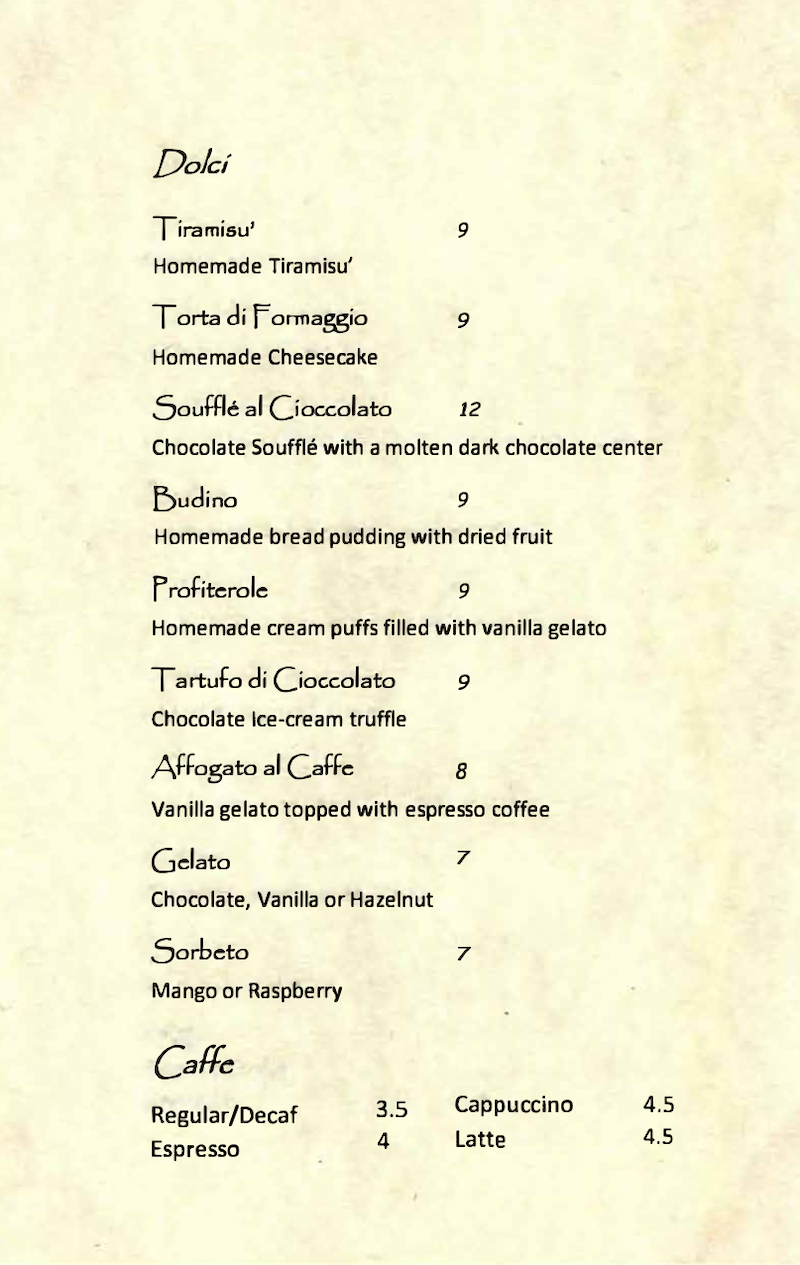 Dolci
Tiramisu' 9
Homemade Tiramisu'
Torta di Formaggio 9
Homemade Cheesecake
Soufflé al Cioccolato 12
Chocolate Soufflé with a molten dark chocolate center
Budino 9
Homemade bread pudding with dried fruit
Profiterole 9
Homemade cream puffs filled with vanilla gelato
Tartufo di Cioccolato 9
Chocolate Ice-cream truffle
Affogato al Caffe 8
Vanilla gelato topped with espresso coffee
Gelato 7
Chocolate, Vanilla or Hazelnut
Sorbeto 7
Mango or Raspberry
Caffe
Regular/Decaf 3.5 Cappuccino 4.5
Espresso 4 Latte 4.5